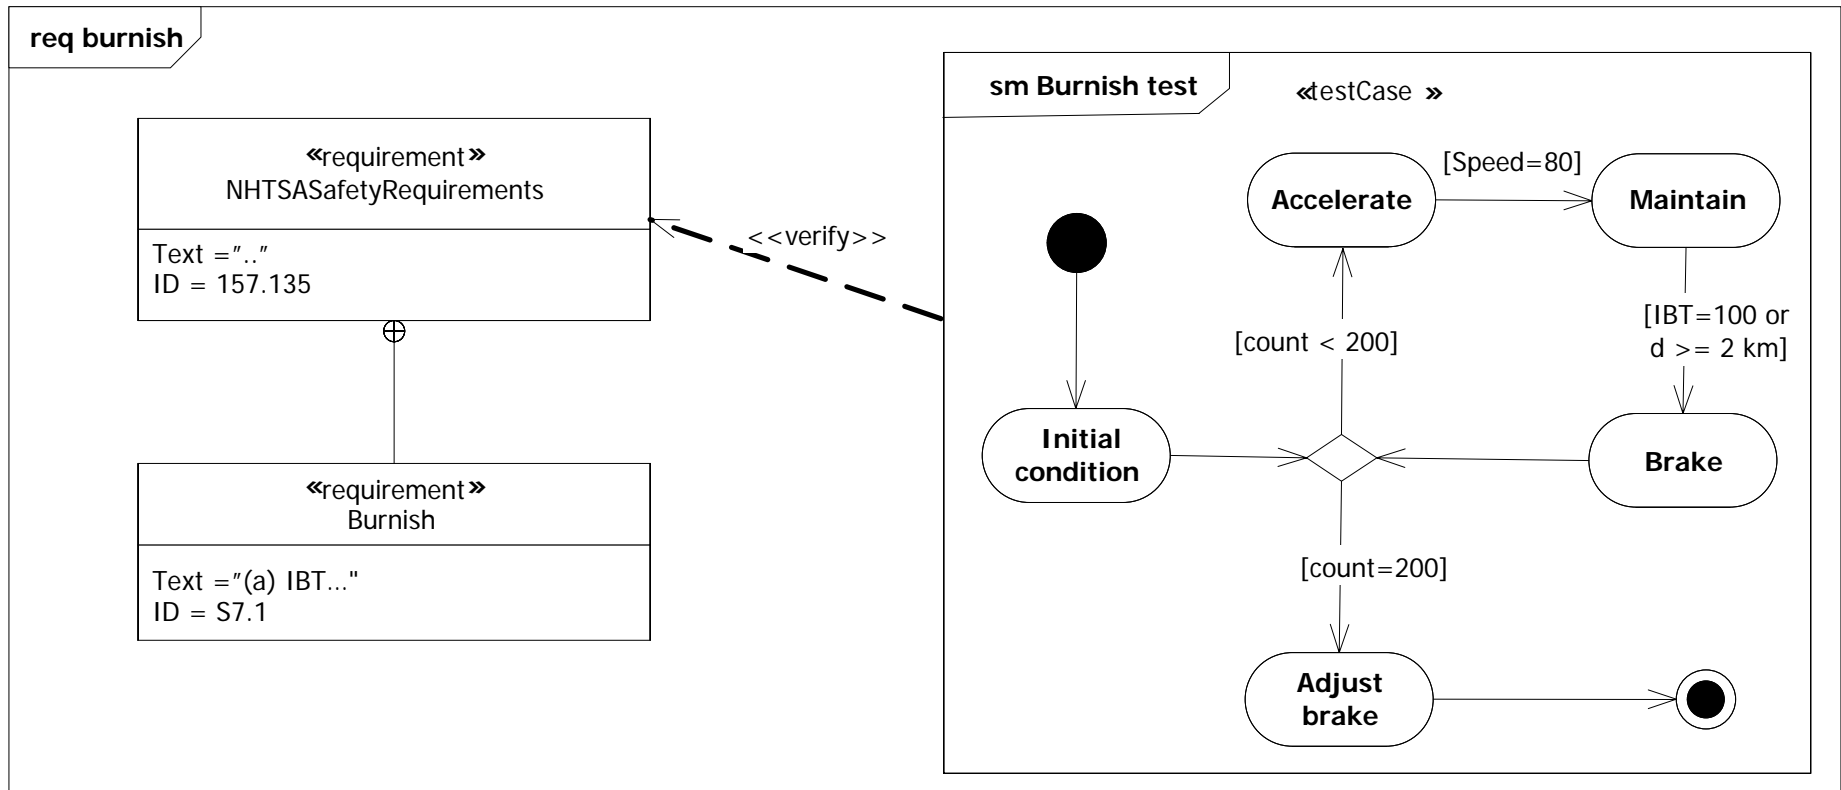 req burnish
«requirement»
NHTSASafetyRequirements
Text =".."
ID = 157.135
«requirement»
Burnish
Text ="(a) IBT..."
ID = S7.1
<<verify>>
sm Burnish test
«testCase »
Accelerate
[Speed=80]
Maintain
[count < 200]
[IBT=100 or
d >= 2 km]
Initial
condition
Brake
[count=200]
Adjust
brake